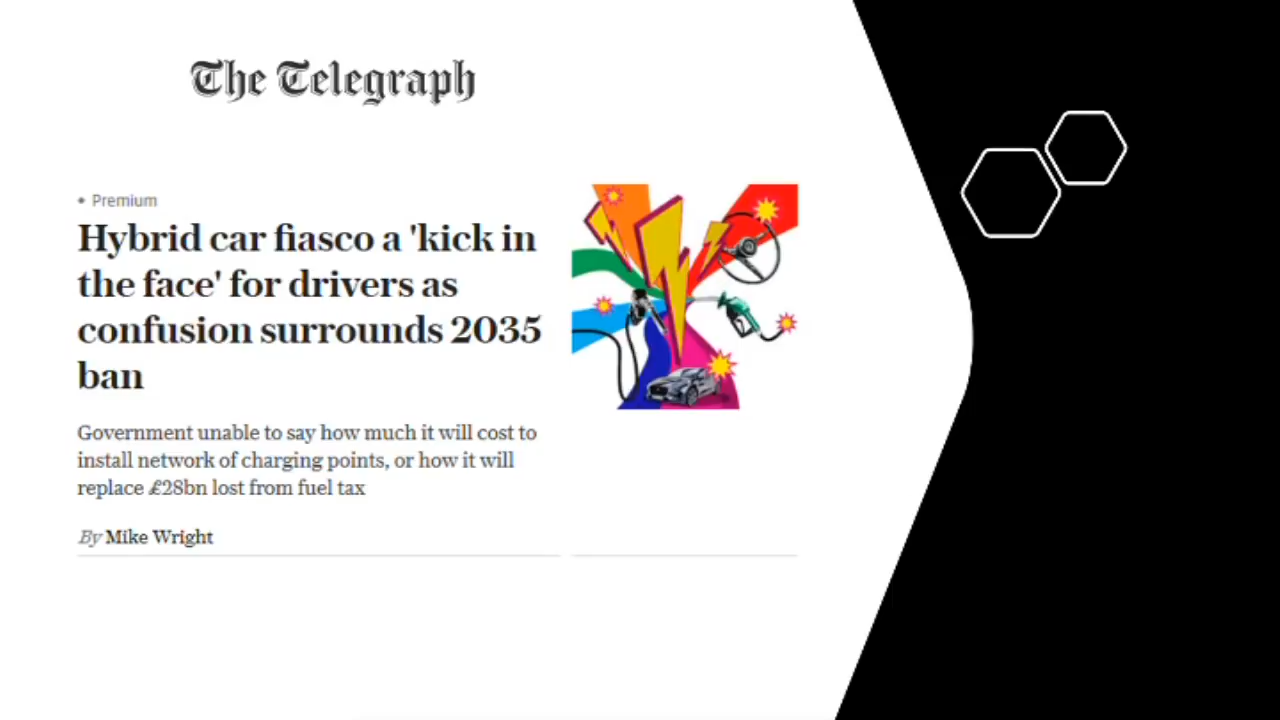 The Telegraph
• Premium
Hybrid car fiasco a 'kick in
the face' for drivers as
confusion surrounds 2035
ban
Government unable to say how much it will cost to
install network of charging points, or how it will
replace £28bn lost from fuel tax
By Mike Wright